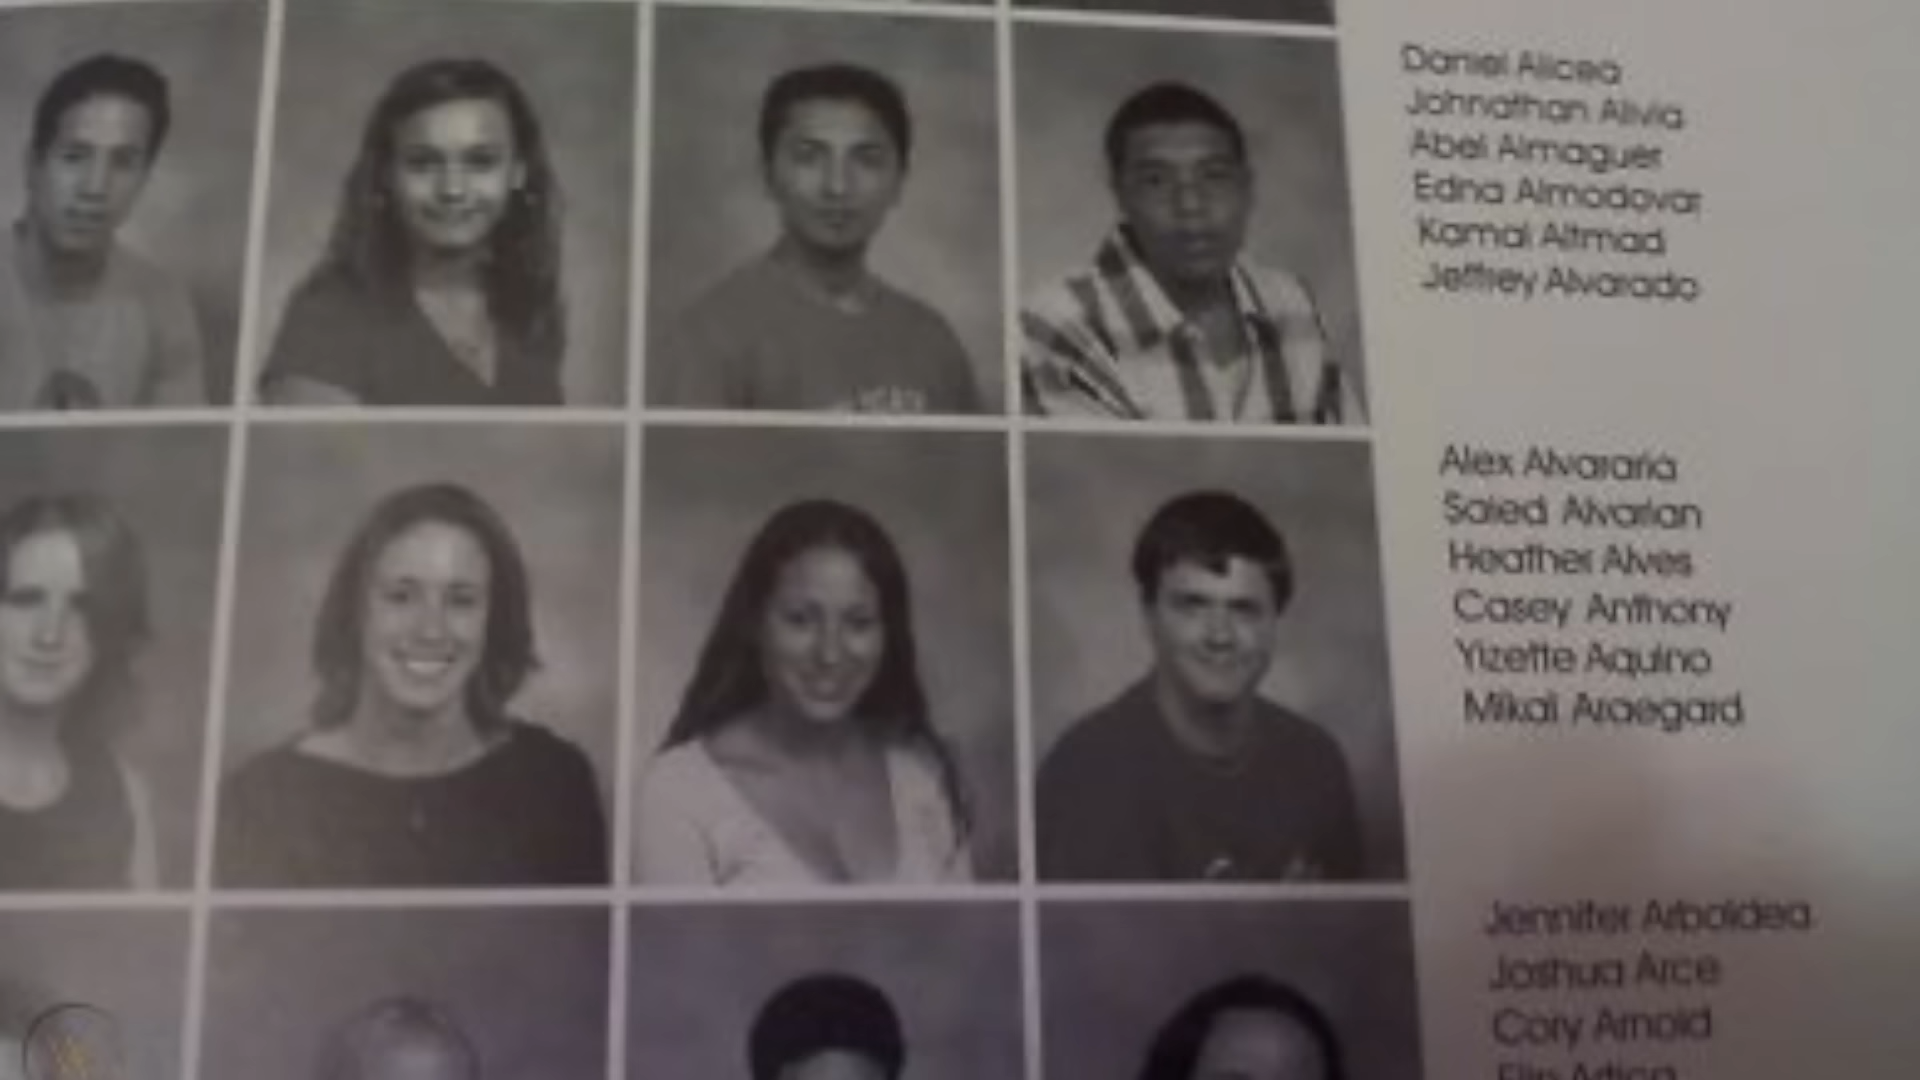 Daniel Alicea
Johnathan Alivia
Abel Almaguer
Edna Almodovar
Kamal Altmad
Jeffrey Alvarado
Alex Alvararia
Saied Alvarian
Heather Alves
Casey Anthony
Yizette Aquino
Mikal Araegard
Jennifer Arboldea
Joshua Arce
Cory Arnold